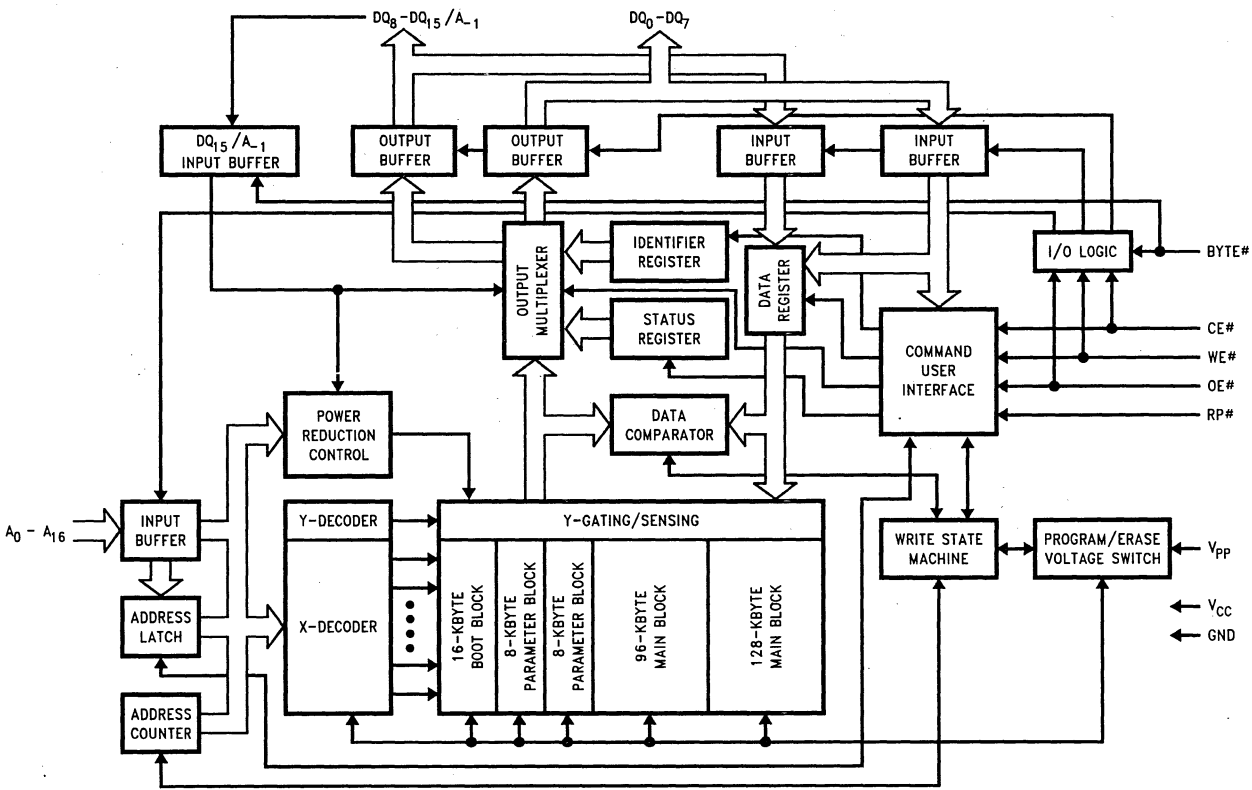 DQ8-DQ15/A-1
DQ0-DQ7
DQ15/A-1
INPUT BUFFER
OUTPUT
BUFFER
OUTPUT
BUFFER
INPUT
BUFFER
INPUT
BUFFER
OUTPUT
MULTIPLEXER
IDENTIFIER
REGISTER
DATA
REGISTER
I/O LOGIC
BYTE#
STATUS
REGISTER
COMMAND
USER
INTERFACE
CE#
WE#
OE#
RP#
POWER
REDUCTION
CONTROL
DATA
COMPARATOR
A0 - A16
INPUT
BUFFER
Y-DECODER
Y-GATING/SENSING
WRITE STATE
MACHINE
PROGRAM/ERASE
VOLTAGE SWITCH
VPP
ADDRESS
LATCH
X-DECODER
16-KBYTE
BOOT BLOCK
8-KBYTE
PARAMETER BLOCK
8-KBYTE
PARAMETER BLOCK
96-KBYTE
MAIN BLOCK
128-KBYTE
MAIN BLOCK
VCC
GND
ADDRESS
COUNTER